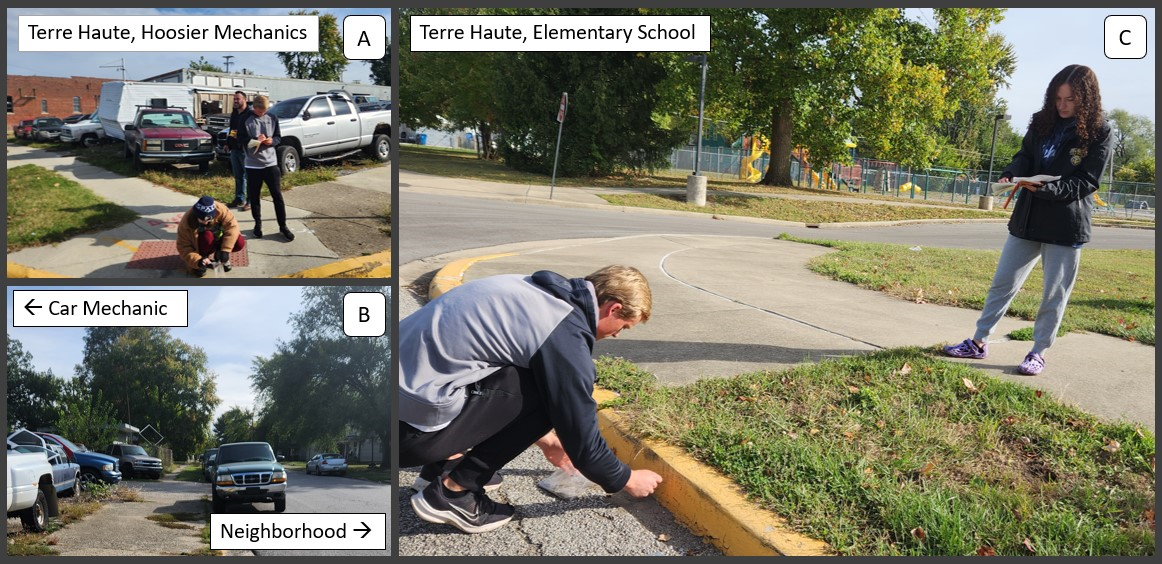 Terre Haute, Hoosier Mechanics
A
← Car Mechanic
B
Neighborhood →
Terre Haute, Elementary School
C